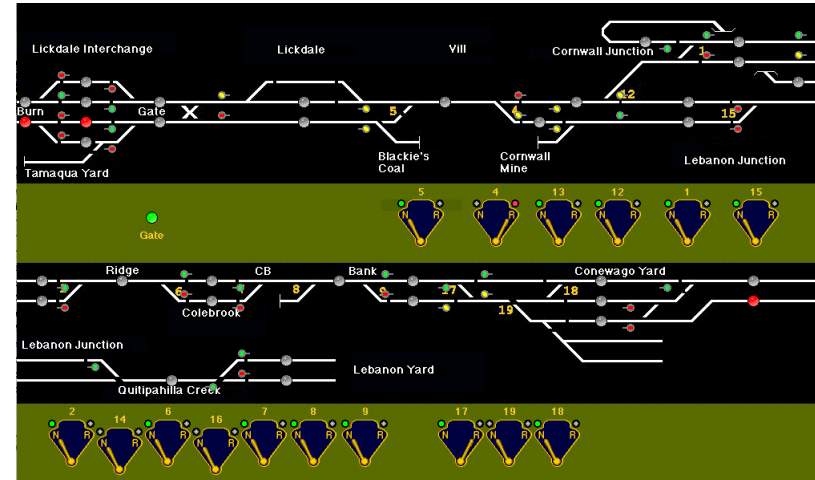 Lickdale Interchange
Lickdale
Vill
Cornwall Junction
1
Burn
Gate
X
5
4
12
15
Blackie's
Coal
Cornwall
Mine
Lebanon Junction
Tamaqua Yard
5 4 13 12 1 15
N R N R N R N R N R N R
Gate
Ridge
CB
Bank
Conewago Yard
6
7
8
9
17
18
19
Colebrook
Lebanon Junction
Lebanon Yard
Quitipahilla Creek
2 14 6 16 7 8 9 17 19 18
N R N R N R N R N R N R N R N R N R N R